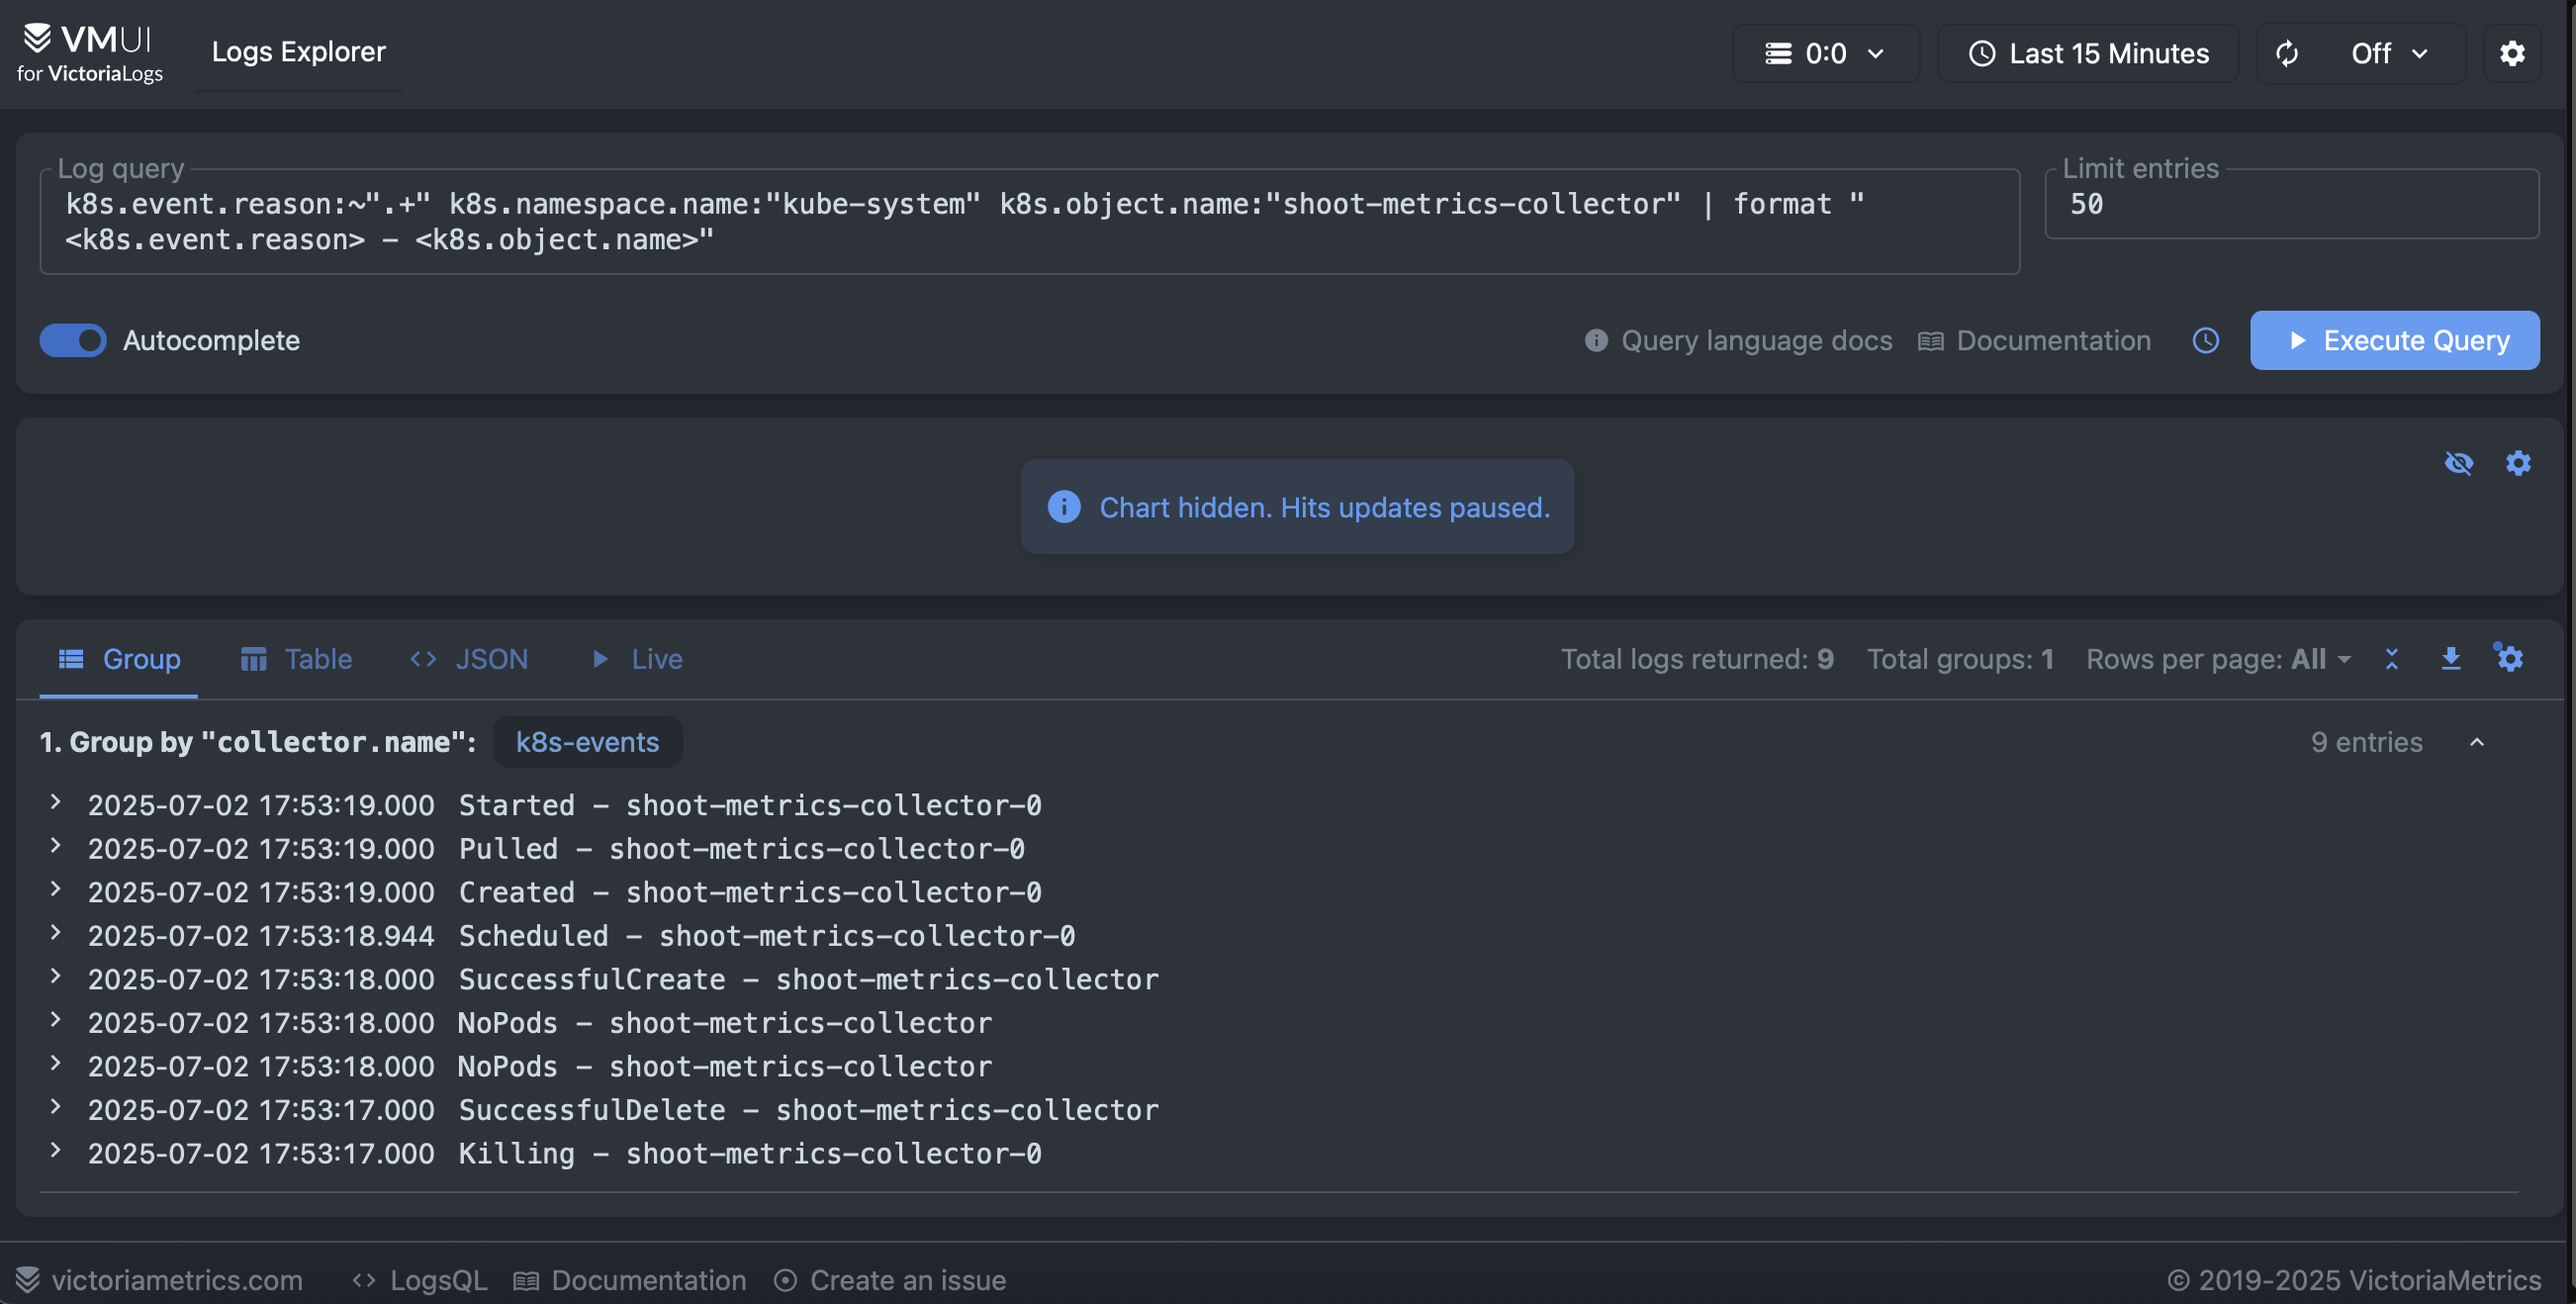 VMUI
for VictoriaLogs
Logs Explorer
0:0
Last 15 Minutes
Off
Log query
k8s.event.reason:~".+" k8s.namespace.name:"kube-system" k8s.object.name:"shoot-metrics-collector" | format "
<k8s.event.reason> - <k8s.object.name>"
Limit entries
50
Autocomplete
Query language docs
Documentation
Execute Query
Chart hidden. Hits updates paused.
Group
Table
JSON
Live
Total logs returned: 9
Total groups: 1
Rows per page: All
1. Group by "collector.name": k8s-events
9 entries
2025-07-02 17:53:19.000 Started - shoot-metrics-collector-0
2025-07-02 17:53:19.000 Pulled - shoot-metrics-collector-0
2025-07-02 17:53:19.000 Created - shoot-metrics-collector-0
2025-07-02 17:53:18.944 Scheduled - shoot-metrics-collector-0
2025-07-02 17:53:18.000 SuccessfulCreate - shoot-metrics-collector
2025-07-02 17:53:18.000 NoPods - shoot-metrics-collector
2025-07-02 17:53:18.000 NoPods - shoot-metrics-collector
2025-07-02 17:53:17.000 SuccessfulDelete - shoot-metrics-collector
2025-07-02 17:53:17.000 Killing - shoot-metrics-collector-0
victoriametrics.com
LogsQL
Documentation
Create an issue
© 2019-2025 VictoriaMetrics